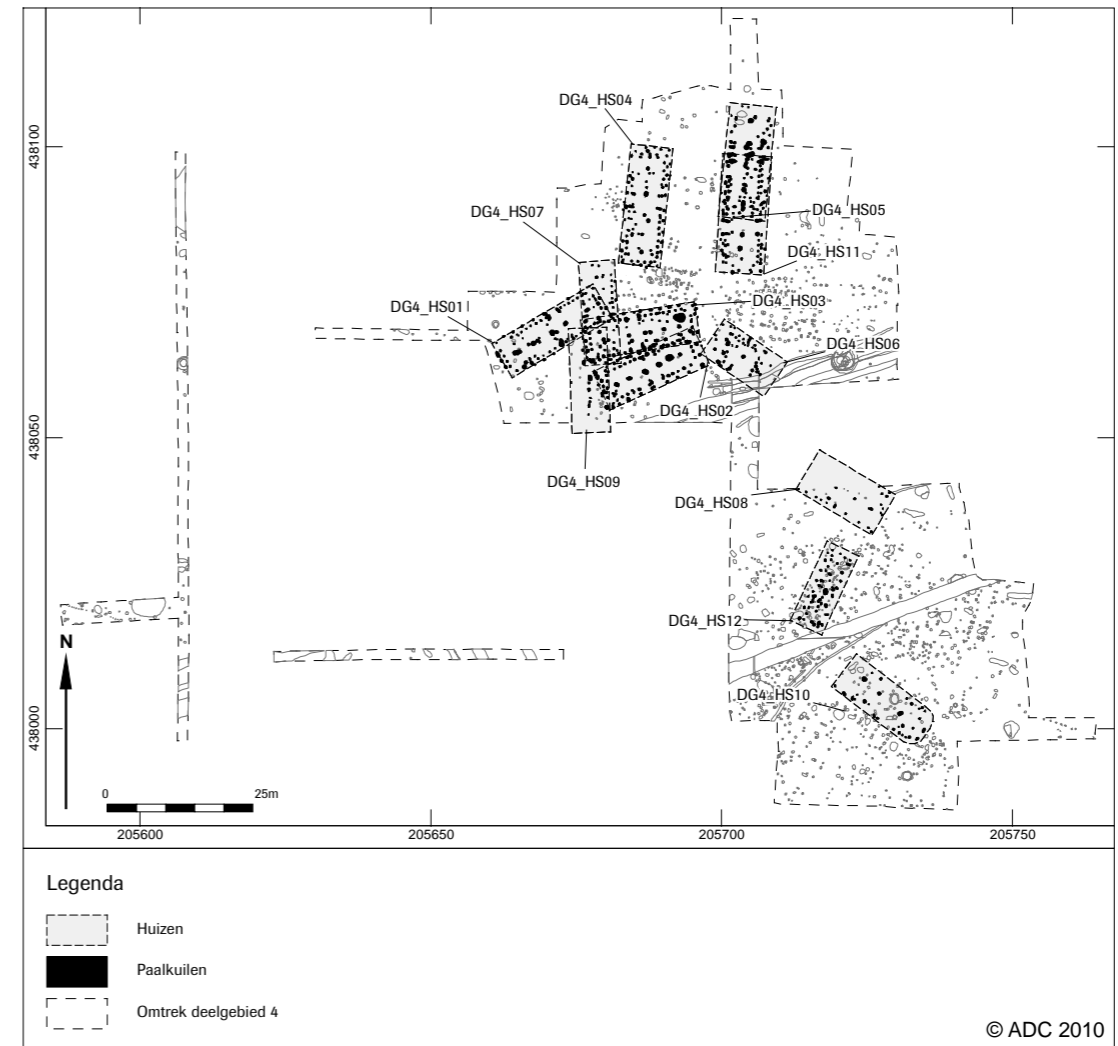 DG4_HS04
438100
DG4_HS07
DG4_HS05
DG4_HS11
DG4_HS01
DG4_HS03
DG4_HS06
DG4_HS02
438050
DG4_HS09
DG4_HS08
DG4_HS12
N
DG4_HS10
438000
0 25m
205600 205650 205700 205750
Legenda
Huizen
Paalkuilen
Omtrek deelgebied 4
© ADC 2010